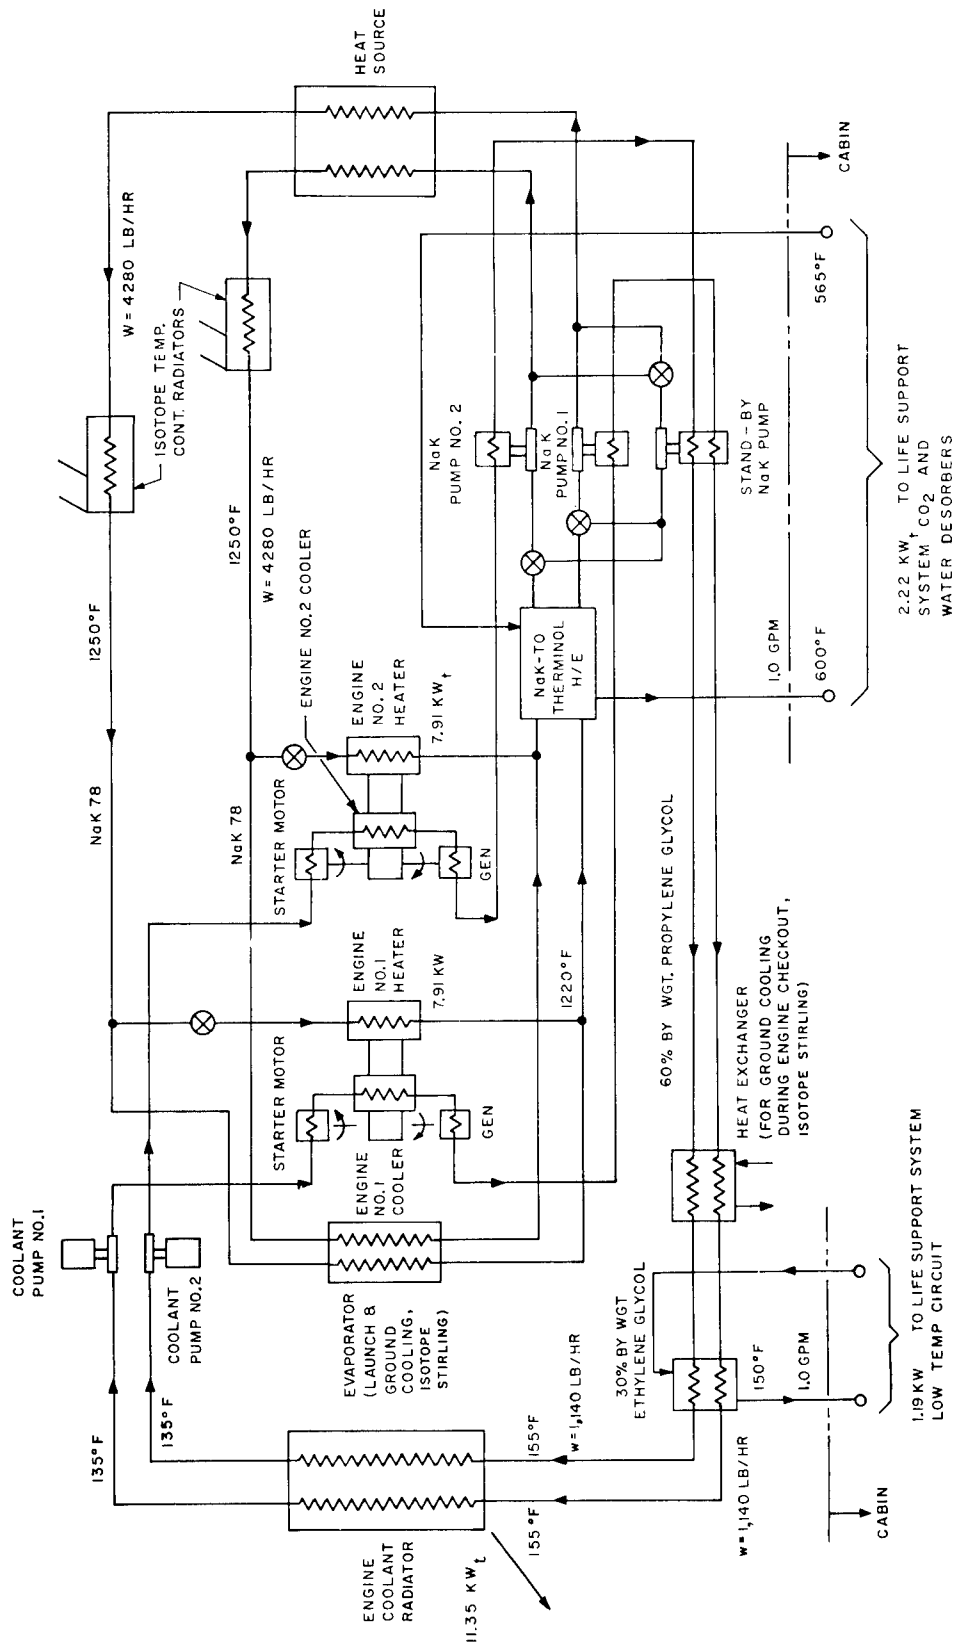 COOLANT
PUMP NO.1
COOLANT
PUMP NO.2
135°F
135°F
ENGINE
COOLANT
RADIATOR
11.35 KWt
155°F
155°F
w=1,140 LB/HR
w=1,140 LB/HR
EVAPORATOR
(LAUNCH &
GROUND
COOLING,
ISOTOPE
STIRLING)
30% BY WGT
ETHYLENE GLYCOL
150°F
1.0 GPM
CABIN
1.19 KW TO LIFE SUPPORT SYSTEM
LOW TEMP CIRCUIT
HEAT EXCHANGER
(FOR GROUND COOLING
DURING ENGINE CHECKOUT,
ISOTOPE STIRLING)
60% BY WGT. PROPYLENE GLYCOL
STARTER MOTOR
ENGINE
NO.1
COOLER
GEN
ENGINE
NO.1
HEATER
7.91 KW
1220°F
NaK 78
NaK 78
STARTER MOTOR
GEN
ENGINE NO.2 COOLER
ENGINE
NO.2
HEATER
7.91 KWt
1250°F
1250°F
W=4280 LB/HR
W=4280 LB/HR
ISOTOPE TEMP.
CONT. RADIATORS
HEAT
SOURCE
NaK-TO
THERMINOL
H/E
NaK
PUMP NO. 2
NaK
PUMP NO. 1
STAND-BY
NaK PUMP
1.0 GPM
600°F
565°F
CABIN
2.22 KWt TO LIFE SUPPORT
SYSTEM CO2 AND
WATER DESORBERS